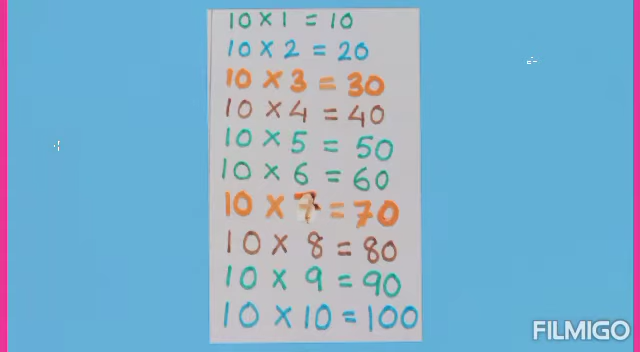 10 × 1 = 10
10 × 2 = 20
10 × 3 = 30
10 × 4 = 40
10 × 5 = 50
10 × 6 = 60
10 × 7 = 70
10 × 8 = 80
10 × 9 = 90
10 × 10 = 100
FILMIGO